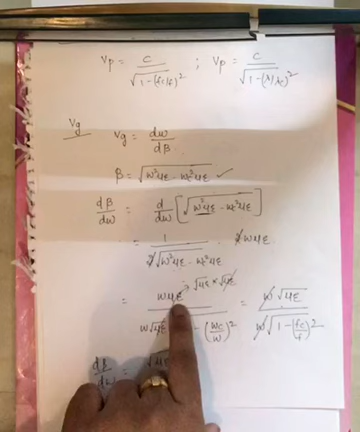 Vp = c / √(1-(fc/f)²) ; Vp = c / √(1-(λ/λc)²)
Vg Vg = dω/dβ
β = √(ω²με - ωc²με) ✓
dβ/dω = d/dω [√(ω²με - ωc²με)]
= 1 / 2√(ω²με - ωc²με) . 2ωμε
= ωμε → √με × √με / ω√με - (ωc/ω)² = ω√με / ω√(1-(fc/f)²)
dβ/dω = √με